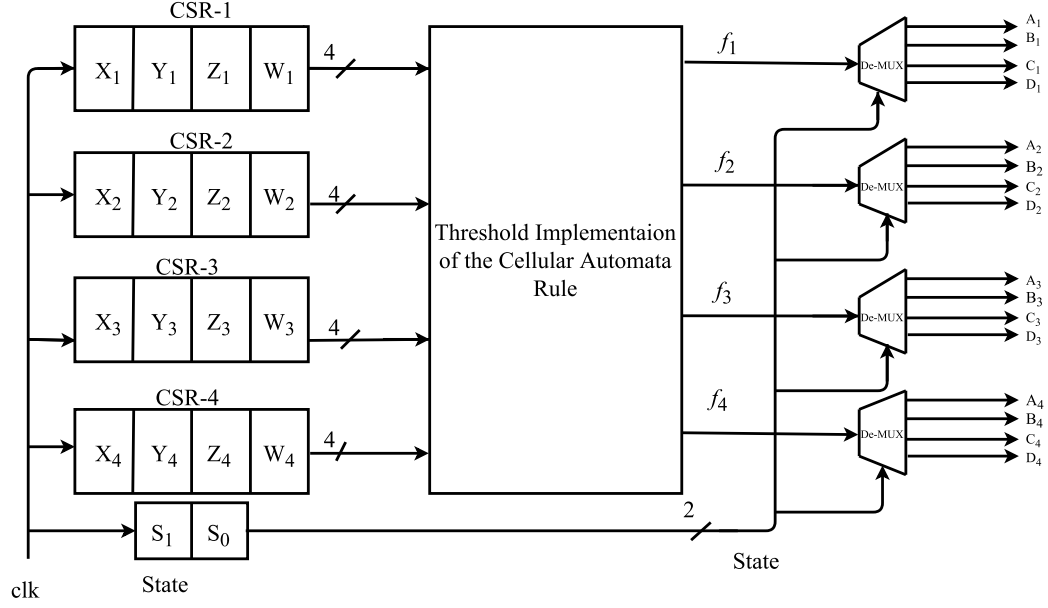 CSR-1
X1 Y1 Z1 W1
4
CSR-2
X2 Y2 Z2 W2
4
CSR-3
X3 Y3 Z3 W3
4
CSR-4
X4 Y4 Z4 W4
4
S1 S0
State
clk
Threshold Implementaion
of the Cellular Automata
Rule
f1
f2
f3
f4
2
State
De-MUX
A1
B1
C1
D1
De-MUX
A2
B2
C2
D2
De-MUX
A3
B3
C3
D3
De-MUX
A4
B4
C4
D4